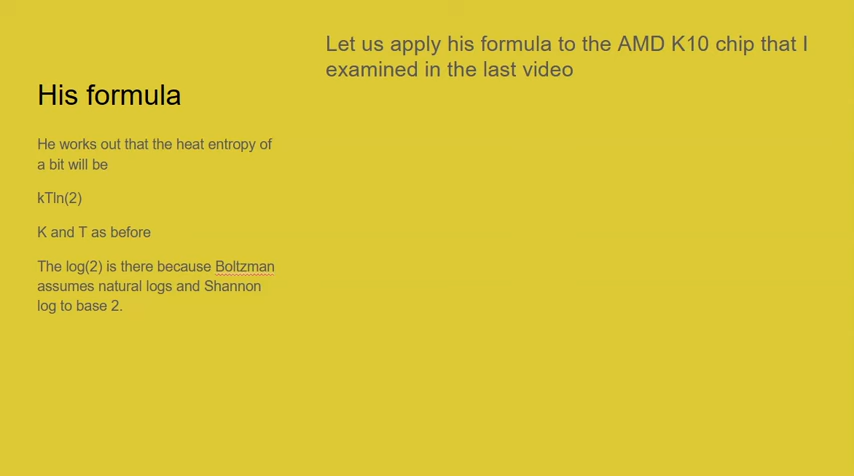 His formula
He works out that the heat entropy of
a bit will be
kTln(2)
K and T as before
The log(2) is there because Boltzman
assumes natural logs and Shannon
log to base 2.
Let us apply his formula to the AMD K10 chip that I
examined in the last video